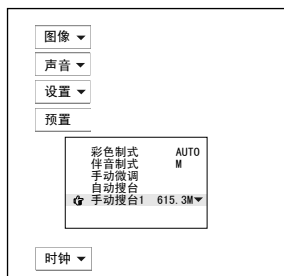 图像
声音
设置
预置
彩色制式 AUTO
伴音制式 M
手动微调
自动搜台
手动搜台1 615.3M
时钟